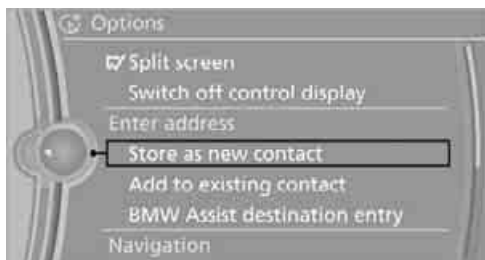 Options
Split screen
Switch off control display
Enter address
Store as new contact
Add to existing contact
BMW Assist destination entry
Navigation